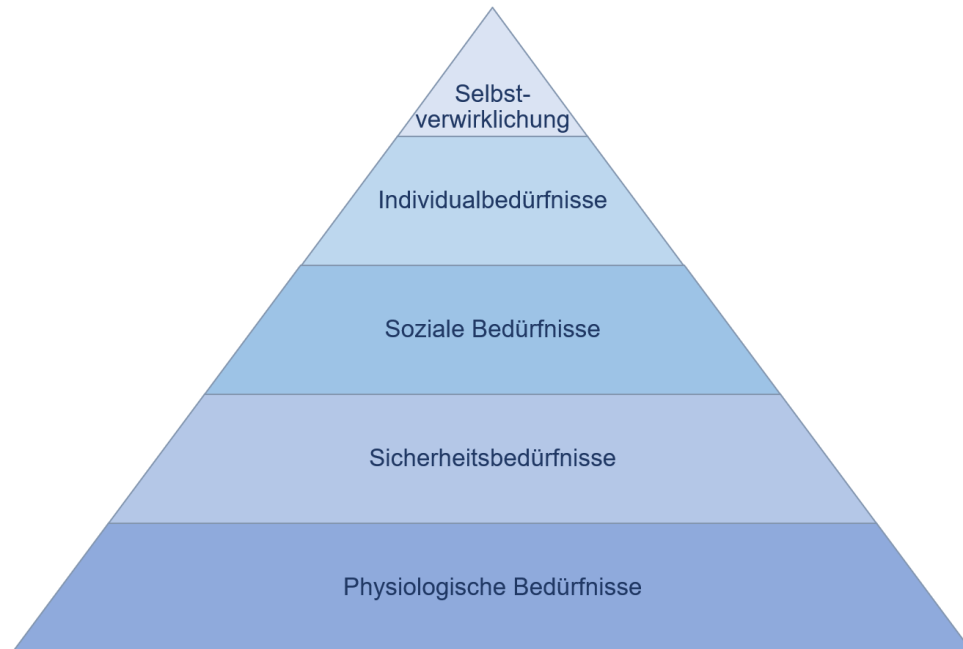 Selbst-
verwirklichung
Individualbedürfnisse
Soziale Bedürfnisse
Sicherheitsbedürfnisse
Physiologische Bedürfnisse